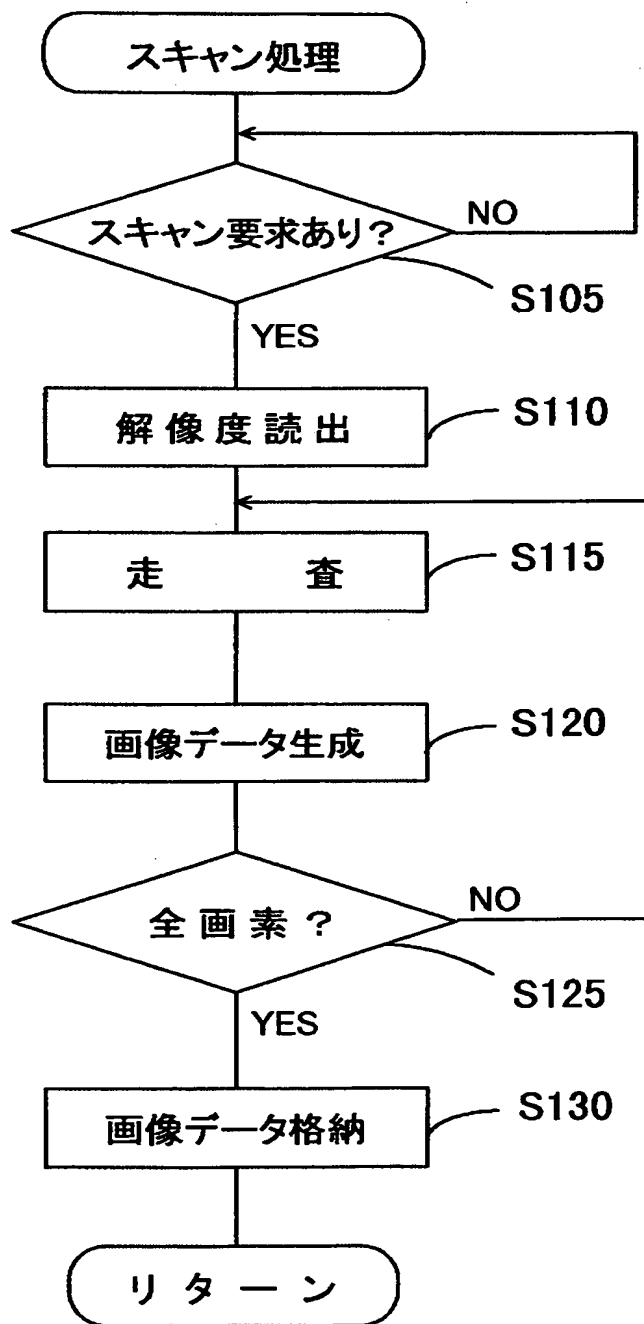 スキャン処理
スキャン要求あり?
NO
S105
YES
解像度読出
S110
走 査
S115
画像データ生成
S120
全画素?
NO
S125
YES
画像データ格納
S130
リターン